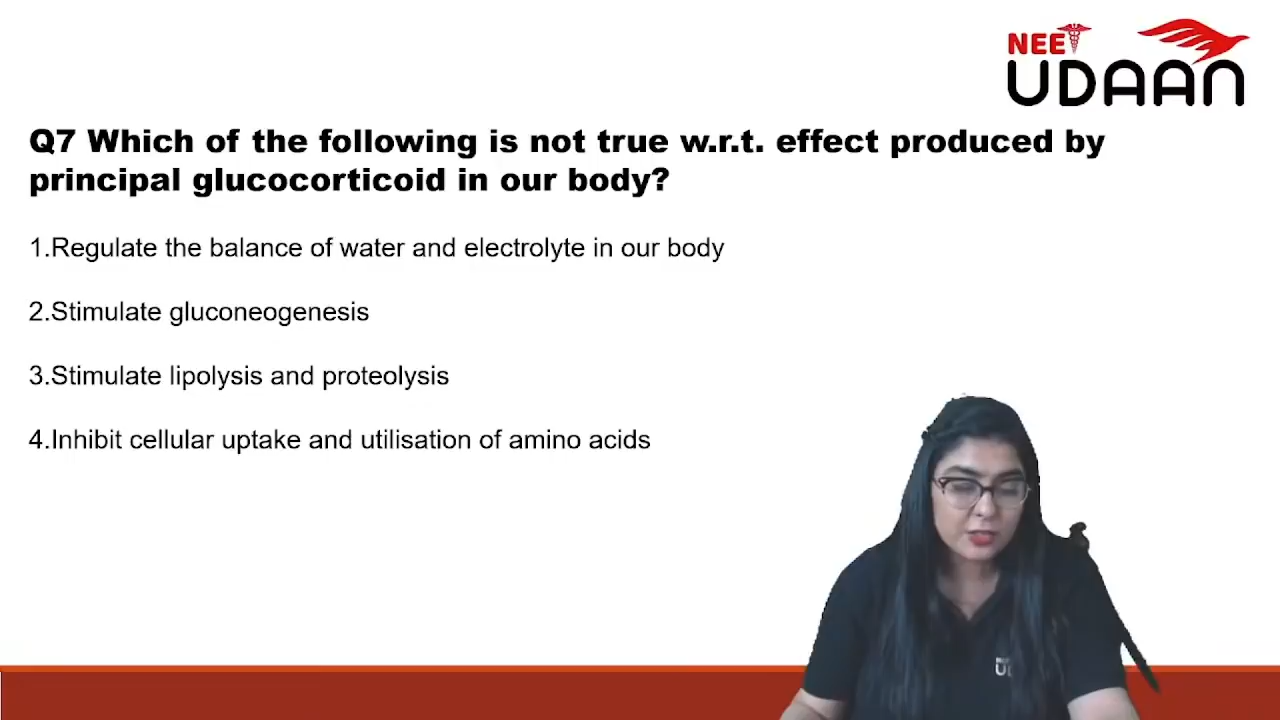 NEET
UDAAN
Q7 Which of the following is not true w.r.t. effect produced by
principal glucocorticoid in our body?
1.Regulate the balance of water and electrolyte in our body
2.Stimulate gluconeogenesis
3.Stimulate lipolysis and proteolysis
4.Inhibit cellular uptake and utilisation of amino acids